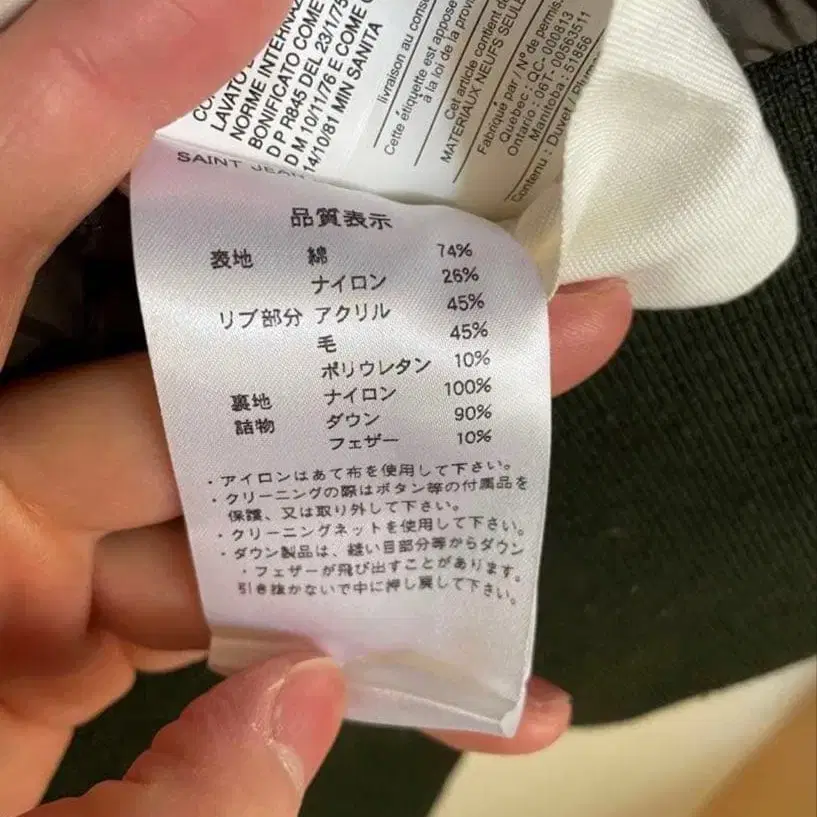 LAVATO
NORME INTERNAZ
BONIFICATO COME
D P R845 DEL 23/1/75
D M 10/11/76 E COME
14/10/81 MIN SANITA
SAINT JEAN
livraison au
Cette étiquette est
à la loi de la
Cet article contient
MATERIAUX NEUFS SEULE
Fabriqué par / N° de permis
Quebec: QC- 000813
Ontario: 06T- 00563511
Manitoba: 51856
Contenu : Duvet /
品質表示
表地 綿 74%
ナイロン 26%
リブ部分 アクリル 45%
毛 45%
ポリウレタン 10%
裏地 ナイロン 100%
詰物 ダウン 90%
フェザー 10%
・アイロンはあて布を使用して下さい。
・クリーニングの際はボタン等の付属品を
保護、又は取り外して下さい。
・クリーニングネットを使用して下さい。
・ダウン製品は、縫い目部分等からダウン
・フェザーが飛び出すことがあります。
引き抜かないで中に押し戻して下さい。